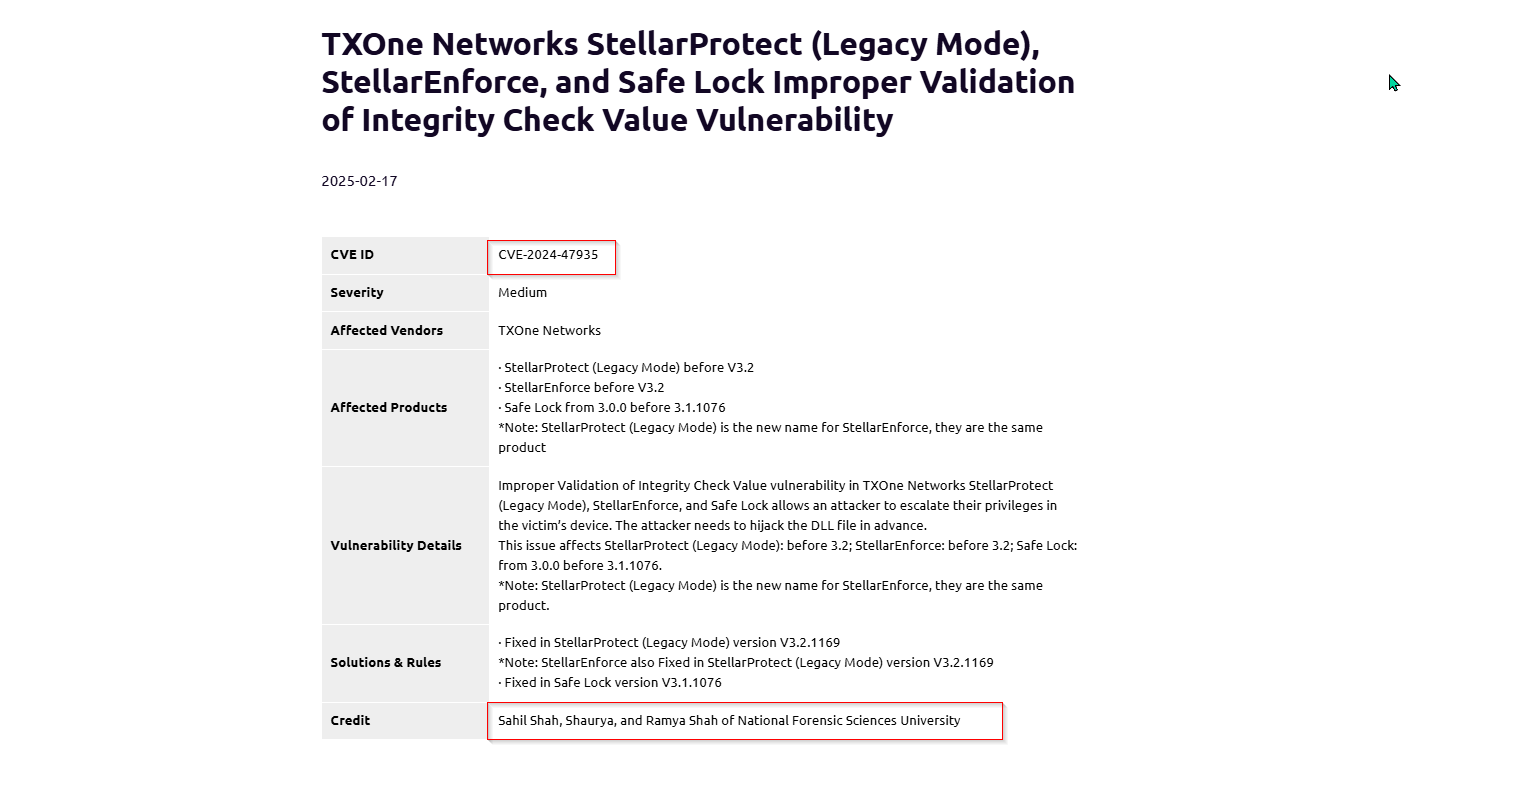 TXOne Networks StellarProtect (Legacy Mode),
StellarEnforce, and Safe Lock Improper Validation
of Integrity Check Value Vulnerability
2025-02-17
CVE ID
CVE-2024-47935
Severity
Medium
Affected Vendors
TXOne Networks
Affected Products
· StellarProtect (Legacy Mode) before V3.2
· StellarEnforce before V3.2
· Safe Lock from 3.0.0 before 3.1.1076
*Note: StellarProtect (Legacy Mode) is the new name for StellarEnforce, they are the same
product
Vulnerability Details
Improper Validation of Integrity Check Value vulnerability in TXOne Networks StellarProtect
(Legacy Mode), StellarEnforce, and Safe Lock allows an attacker to escalate their privileges in
the victim’s device. The attacker needs to hijack the DLL file in advance.
This issue affects StellarProtect (Legacy Mode): before 3.2; StellarEnforce: before 3.2; Safe Lock:
from 3.0.0 before 3.1.1076.
*Note: StellarProtect (Legacy Mode) is the new name for StellarEnforce, they are the same
product.
Solutions & Rules
· Fixed in StellarProtect (Legacy Mode) version V3.2.1169
*Note: StellarEnforce also Fixed in StellarProtect (Legacy Mode) version V3.2.1169
· Fixed in Safe Lock version V3.1.1076
Credit
Sahil Shah, Shaurya, and Ramya Shah of National Forensic Sciences University